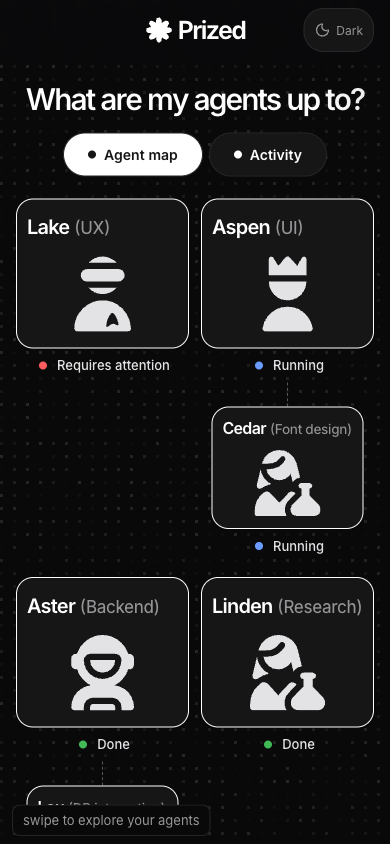 Prized
Dark
What are my agents up to?
Agent map
Activity
Lake (UX)
Aspen (UI)
Requires attention
Running
Cedar (Font design)
Running
Aster (Backend)
Linden (Research)
Done
Done
swipe to explore your agents